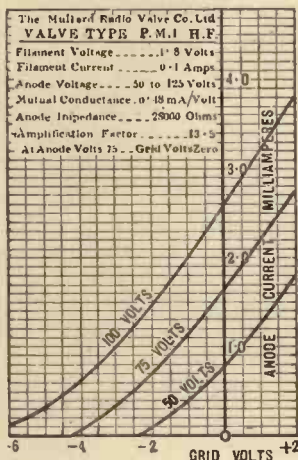 The Mullard Radio Valve Co. Ltd.
VALVE TYPE P.M.1 H.F.
Filament Voltage 1·8 Volts
Filament Current 0·1 Amps
Anode Voltage 50 to 125 Volts
Mutual Conductance 0·48 mA/Volt
Anode Impedance 28000 Ohms
Amplification Factor 13·5
At Anode Volts 75 Grid Volts Zero
4·0
3·0
2·0
1·0
ANODE CURRENT MILLIAMPERES
100 VOLTS
75 VOLTS
50 VOLTS
-6 -4 -2 0 +2
GRID VOLTS